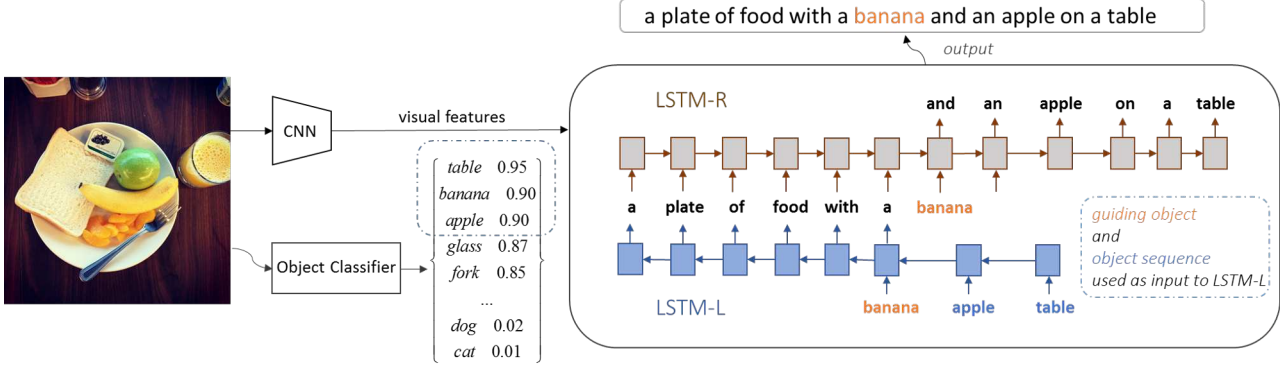 a plate of food with a banana and an apple on a table
output
LSTM-R
and an apple on a table
CNN
visual features
table 0.95
banana 0.90
apple 0.90
glass 0.87
fork 0.85
...
dog 0.02
cat 0.01
Object Classifier
a plate of food with a banana
LSTM-L
banana apple table
guiding object
and
object sequence
used as input to LSTM-L